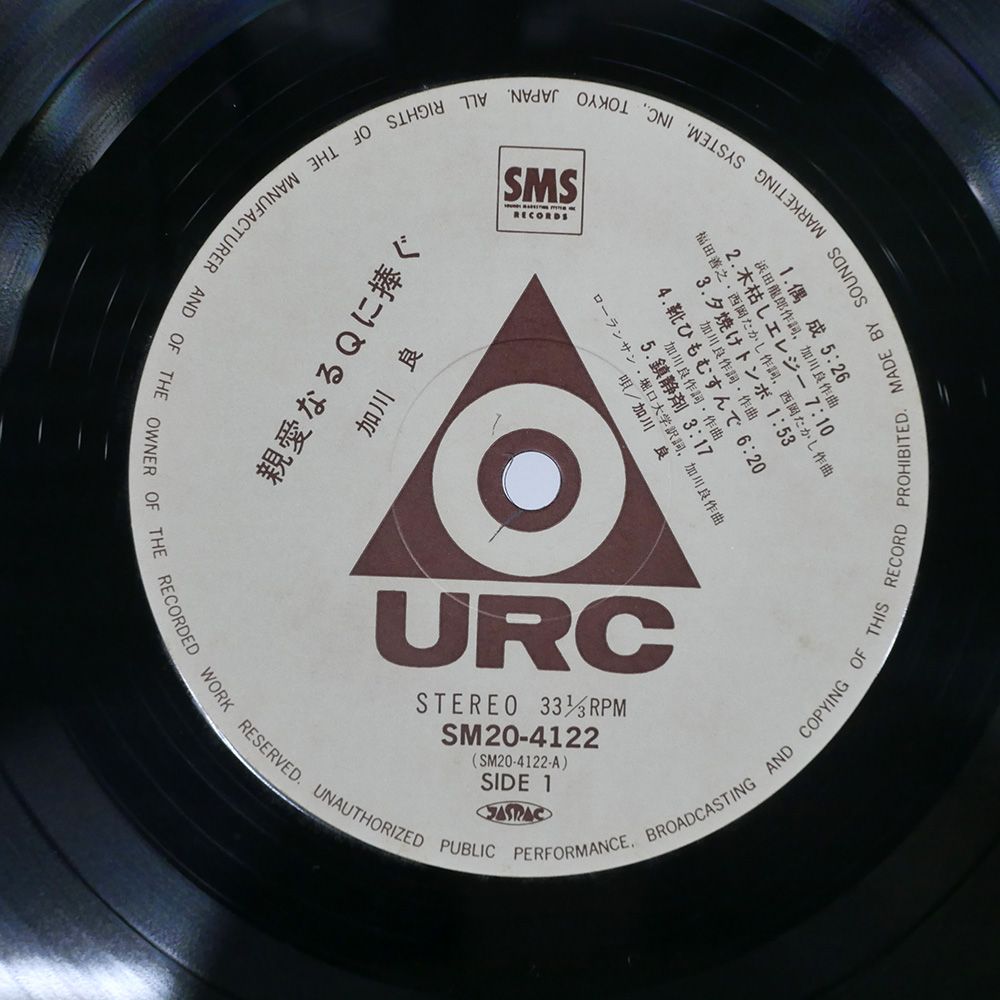 SMS
SOUNDS MARKETING SYSTEM INC
RECORDS
親愛なるQに捧ぐ
加川 良
1. 偶 成 5:26
浜田龍郎作詞, 加川良作曲
2. 木枯しエレジー 7:10
福田善之・西岡たかし作詞, 西岡たかし作曲
3. 夕焼けトンボ 1:53
加川良作詞・作曲
4. 靴ひもむすんで 6:20
加川良作詞・作曲
5. 鎮静剤 3:17
ローランサン・堀口大学訳詞, 加川良作曲
唄/加川 良
URC
STEREO 33 1/3 RPM
SM20-4122
(SM20-4122-A)
SIDE 1
JASRAC
MADE BY SOUNDS MARKETING SYSTEM, INC., TOKYO JAPAN. ALL RIGHTS OF THE MANUFACTURER AND OF THE OWNER OF THE RECORDED WORK RESERVED. UNAUTHORIZED PUBLIC PERFORMANCE, BROADCASTING AND COPYING OF THIS RECORD PROHIBITED.